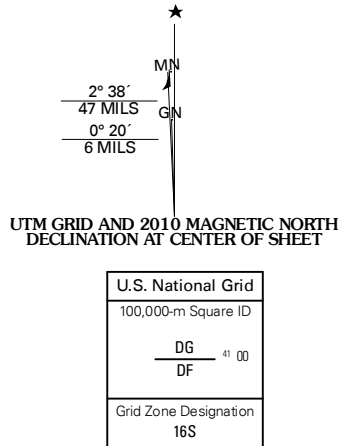 ★
MN
2° 38´
47 MILS
GN
0° 20´
6 MILS
UTM GRID AND 2010 MAGNETIC NORTH
DECLINATION AT CENTER OF SHEET
U.S. National Grid
100,000-m Square ID
DG
41 00
DF
Grid Zone Designation
16S